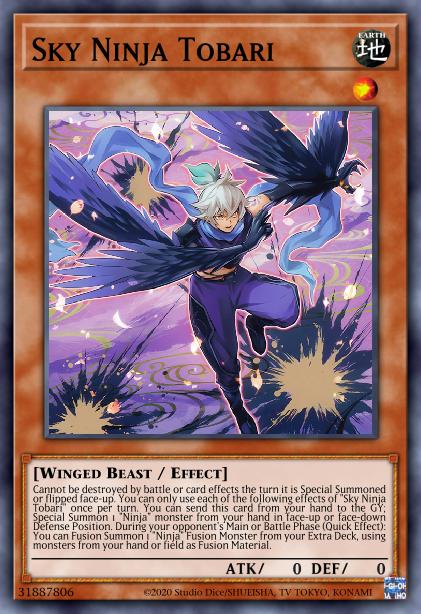 Sky Ninja Tobari
EARTH
地
[Winged Beast / Effect]
Cannot be destroyed by battle or card effects the turn it is Special Summoned
or flipped face-up. You can only use each of the following effects of "Sky Ninja
Tobari" once per turn. You can send this card from your hand to the GY;
Special Summon 1 "Ninja" monster from your hand in face-up or face-down
Defense Position. During your opponent's Main or Battle Phase (Quick Effect):
You can Fusion Summon 1 "Ninja" Fusion Monster from your Extra Deck, using
monsters from your hand or field as Fusion Material.
ATK/ 0 DEF/ 0
31887806 ©2020 Studio Dice/SHUEISHA, TV TOKYO, KONAMI